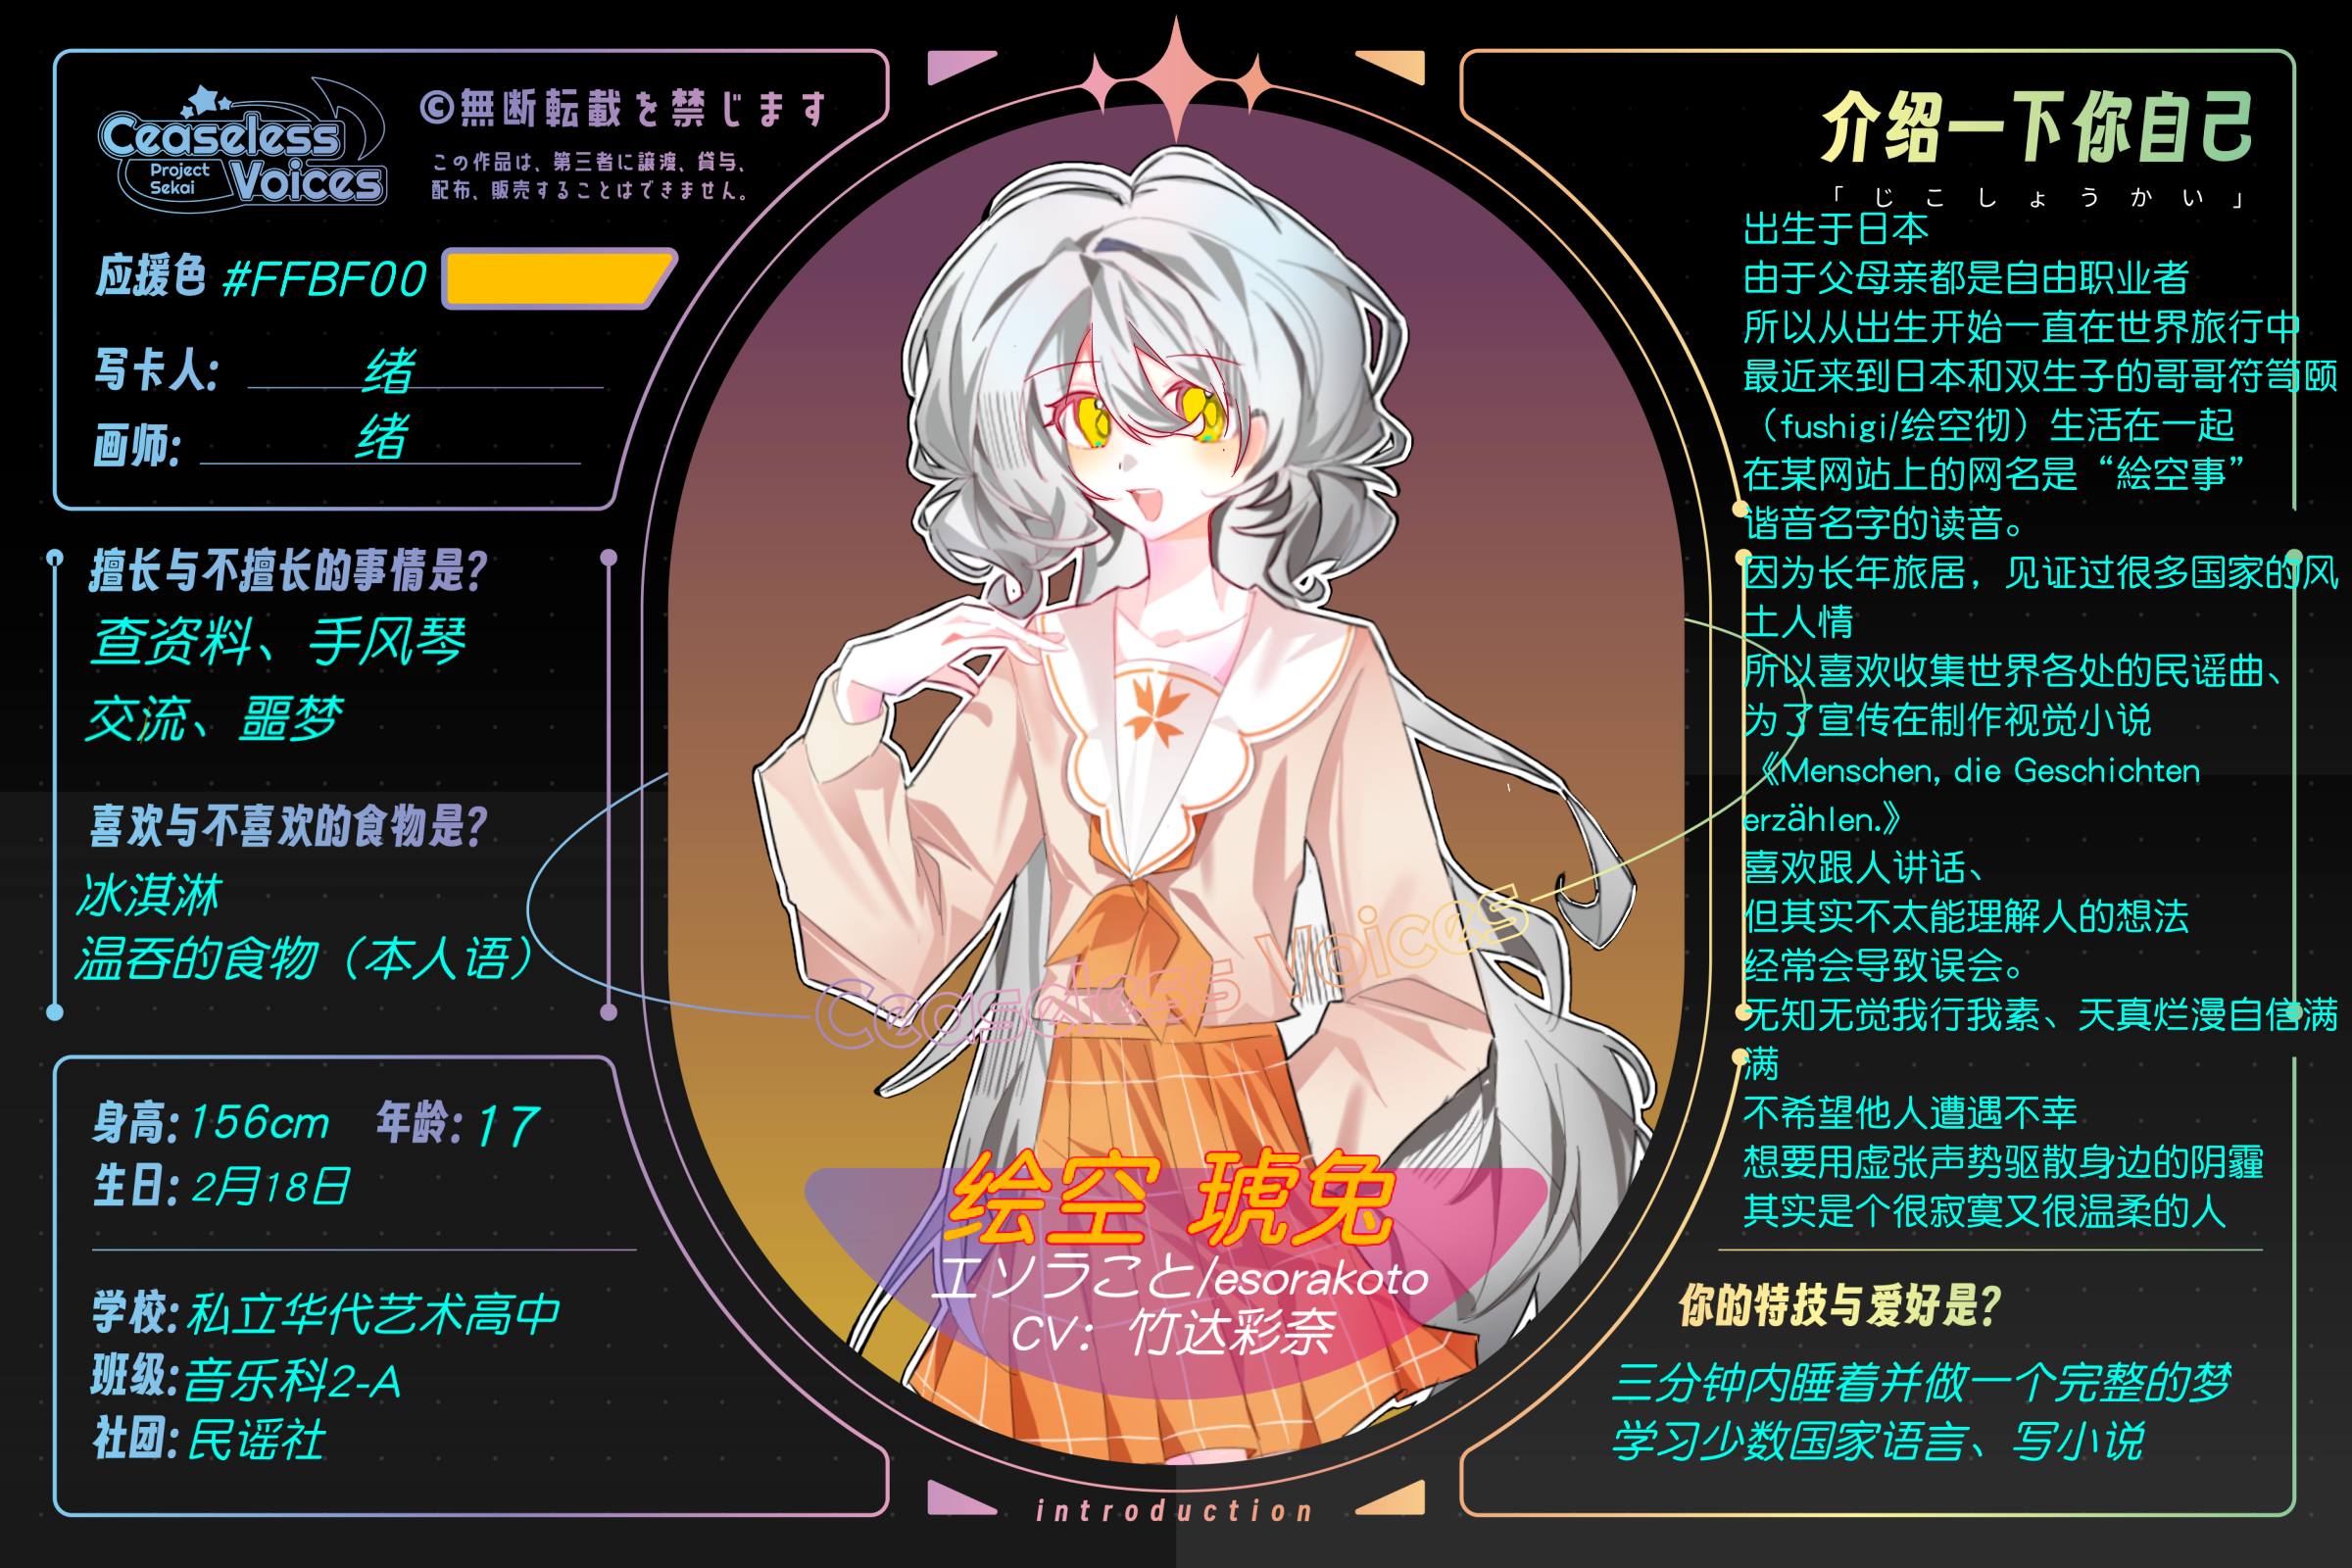 Ceaseless
Project
Sekai
Voices
©無断転載を禁じます
この作品は、第三者に譲渡、貸与、
配布、販売することはできません。
应援色 #FFBF00
写卡人: 绪
画师: 绪
擅长与不擅长的事情是?
查资料、手风琴
交流、噩梦
喜欢与不喜欢的食物是?
冰淇淋
温吞的食物（本人语）
身高: 156cm 年龄: 17
生日: 2月18日
学校: 私立华代艺术高中
班级: 音乐科2-A
社团: 民谣社
Ceaseless Voices
绘空 琥兔
エソラこと/esorakoto
CV：竹达彩奈
introduction
介绍一下你自己
「じこしょうかい」
出生于日本
由于父母亲都是自由职业者
所以从出生开始一直在世界旅行中
最近来到日本和双生子的哥哥符笥颐
（fushigi/绘空彻）生活在一起
在某网站上的网名是“絵空事”
谐音名字的读音。
因为长年旅居，见证过很多国家的风
土人情
所以喜欢收集世界各处的民谣曲、
为了宣传在制作视觉小说
《Menschen, die Geschichten
erzählen.》
喜欢跟人讲话、
但其实不太能理解人的想法
经常会导致误会。
无知无觉我行我素、天真烂漫自信满
满
不希望他人遭遇不幸
想要用虚张声势驱散身边的阴霾
其实是个很寂寞又很温柔的人
你的特技与爱好是?
三分钟内睡着并做一个完整的梦
学习少数国家语言、写小说